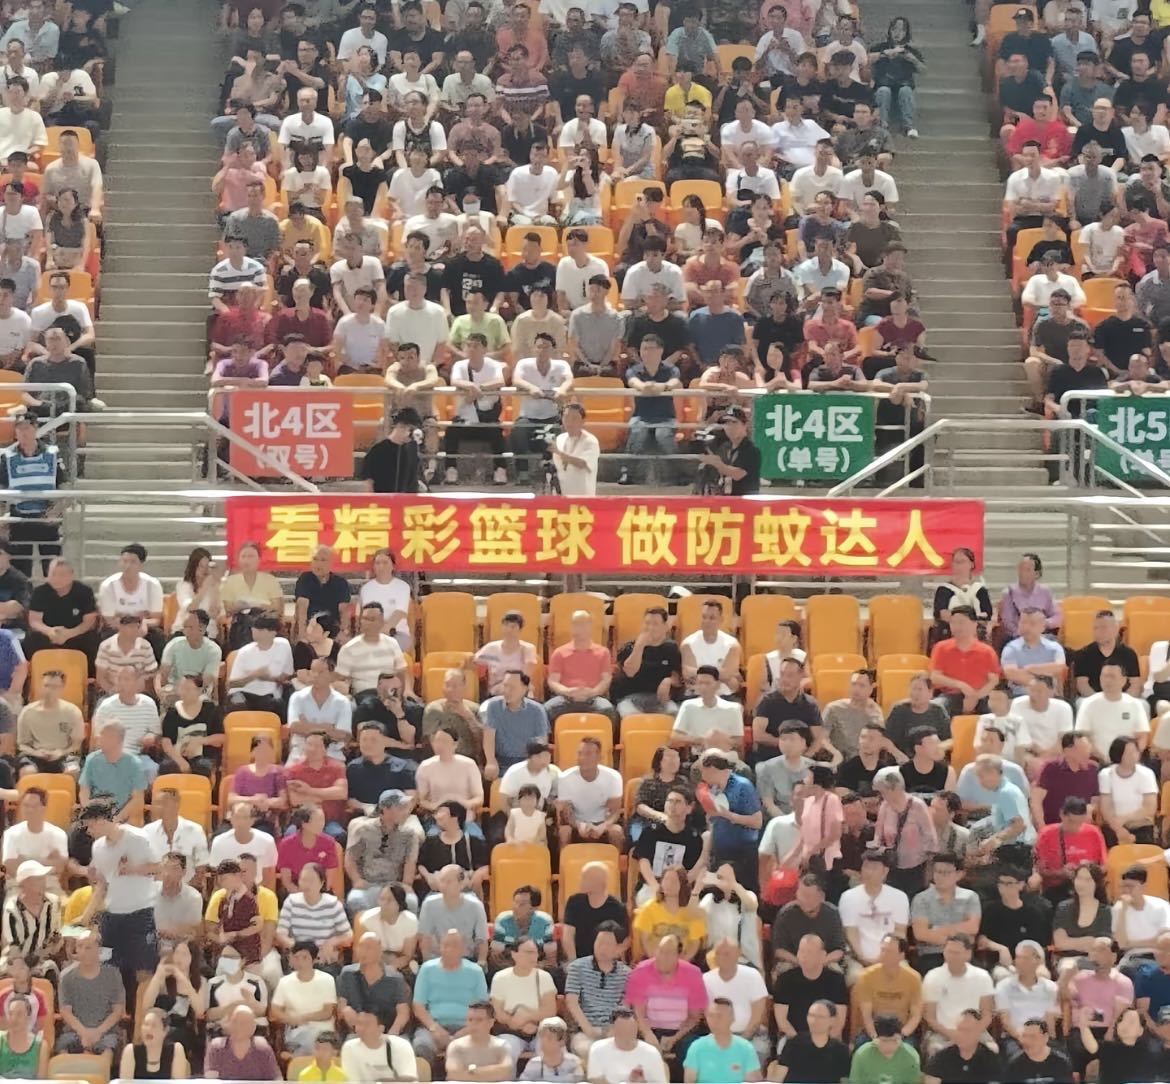 北4区
(双号)
北4区
(单号)
北5
看精彩篮球 做防蚊达人